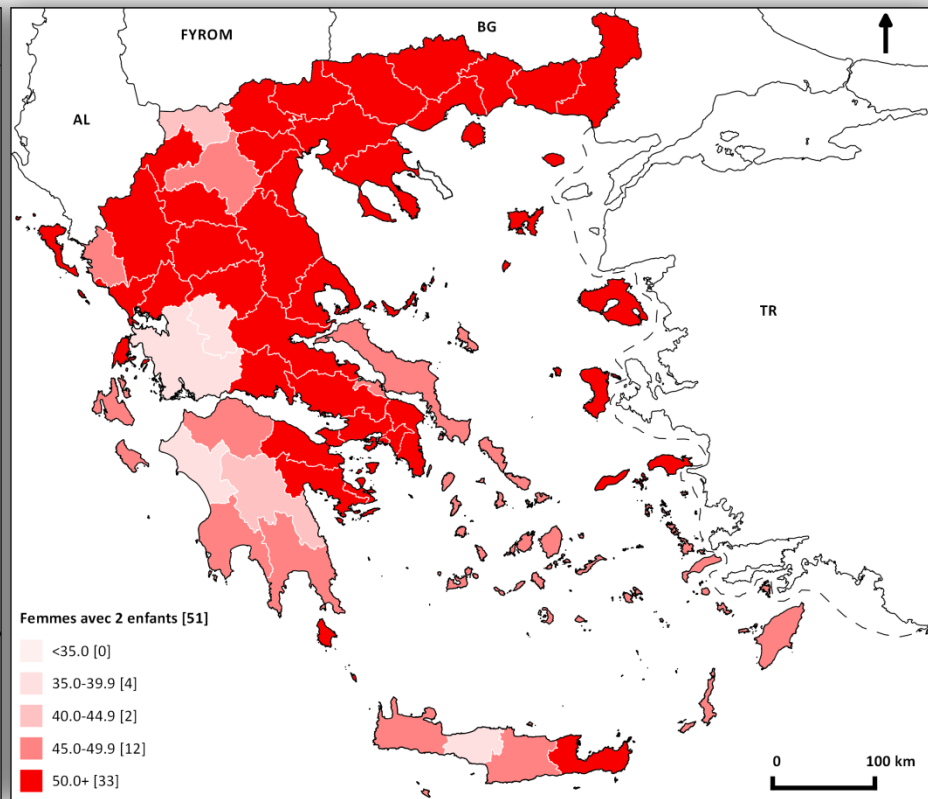 FYROM
BG
AL
TR
Femmes avec 2 enfants [51]
<35.0 [0]
35.0-39.9 [4]
40.0-44.9 [2]
45.0-49.9 [12]
50.0+ [33]
0 100 km